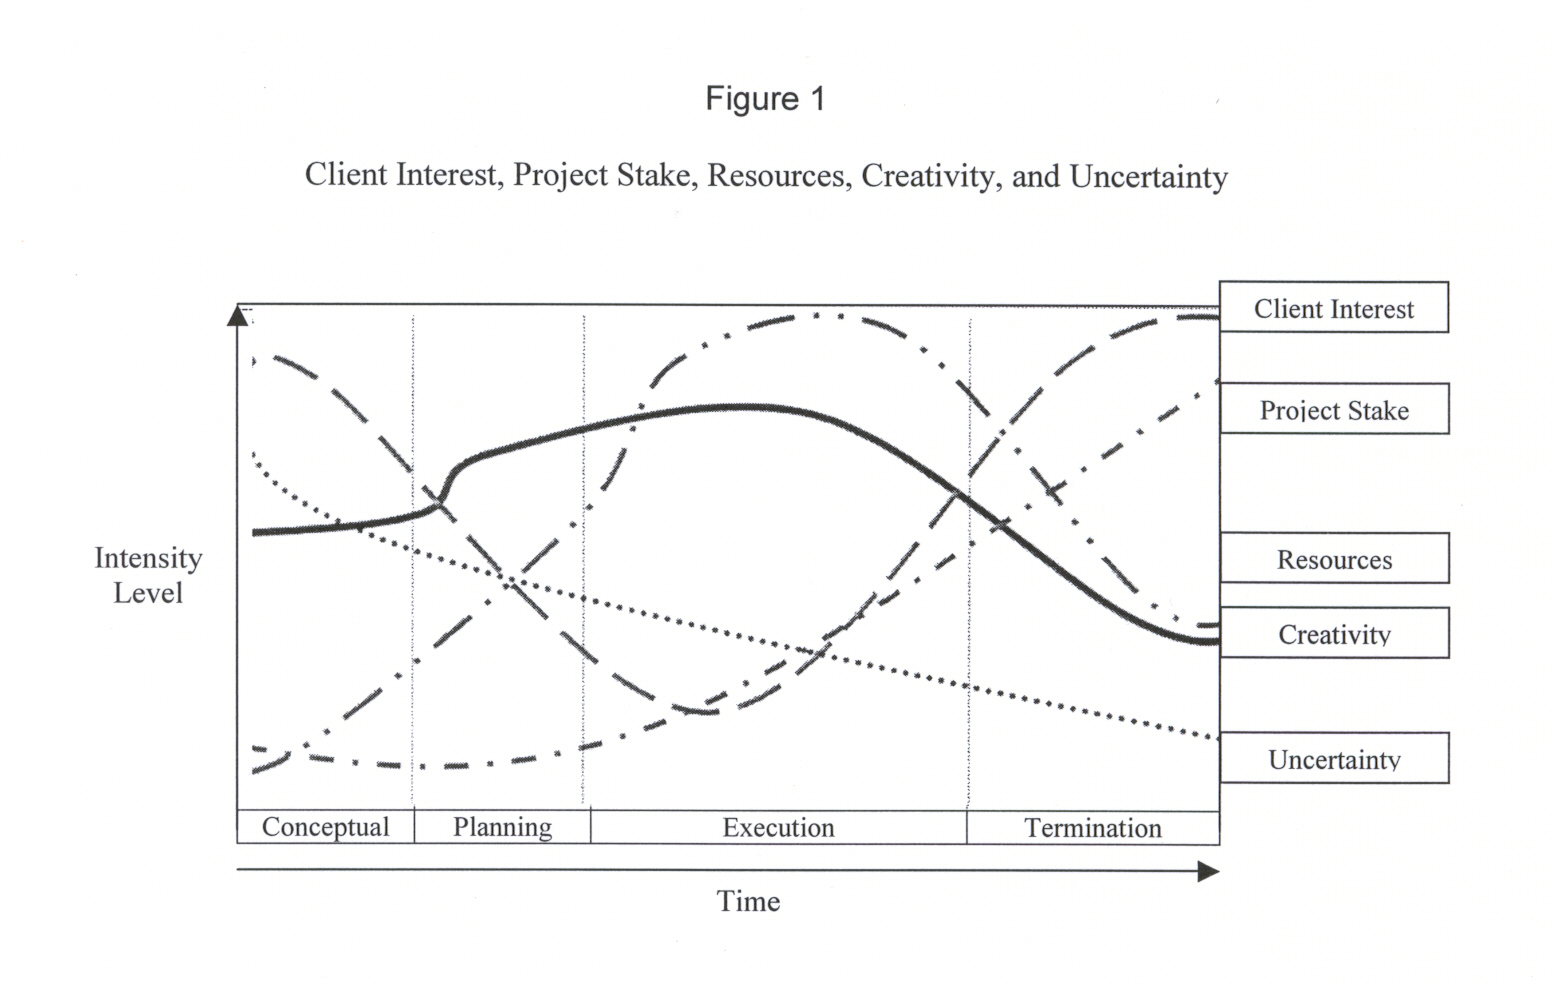 Figure 1
Client Interest, Project Stake, Resources, Creativity, and Uncertainty
Client Interest
Project Stake
Intensity
Level
Resources
Creativity
Uncertainty
Conceptual
Planning
Execution
Termination
Time